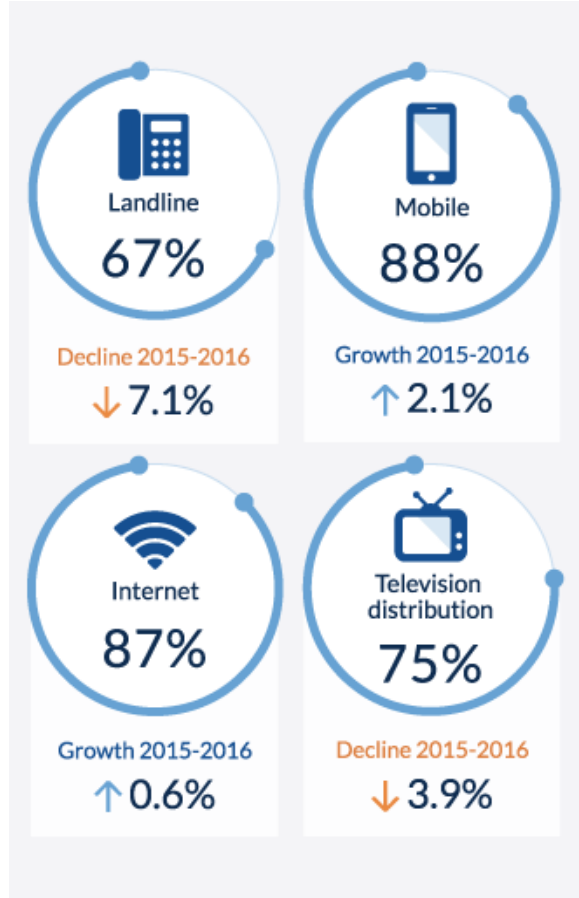 Landline
67%
Decline 2015-2016
↓ 7.1%
Mobile
88%
Growth 2015-2016
↑ 2.1%
Internet
87%
Growth 2015-2016
↑ 0.6%
Television
distribution
75%
Decline 2015-2016
↓ 3.9%